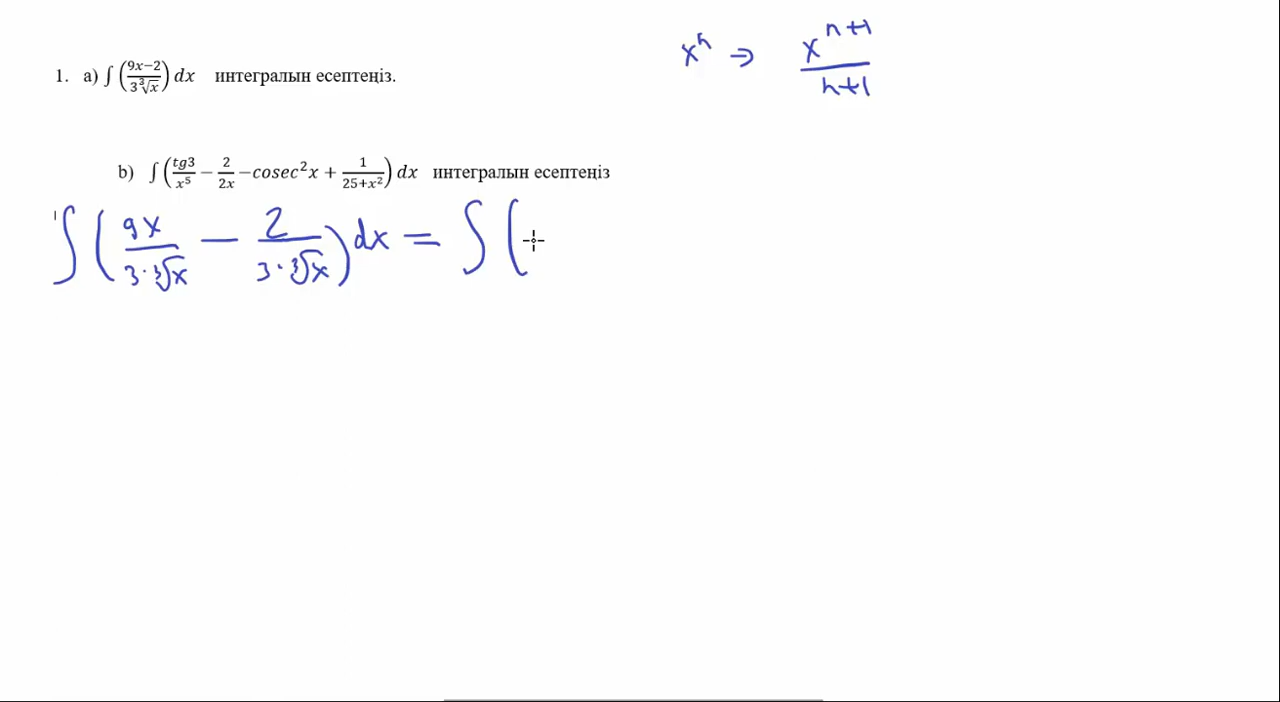 xⁿ → xⁿ⁺¹/n+1
1. a) ∫ (9x−2/3∛x) dx интегралын есептеңіз.
b) ∫ (tg3/x⁵ − 2/2x −cosec²x + 1/25+x²) dx интегралын есептеңіз
∫ (9x/3·∛x − 2/3·∛x) dx = ∫ (